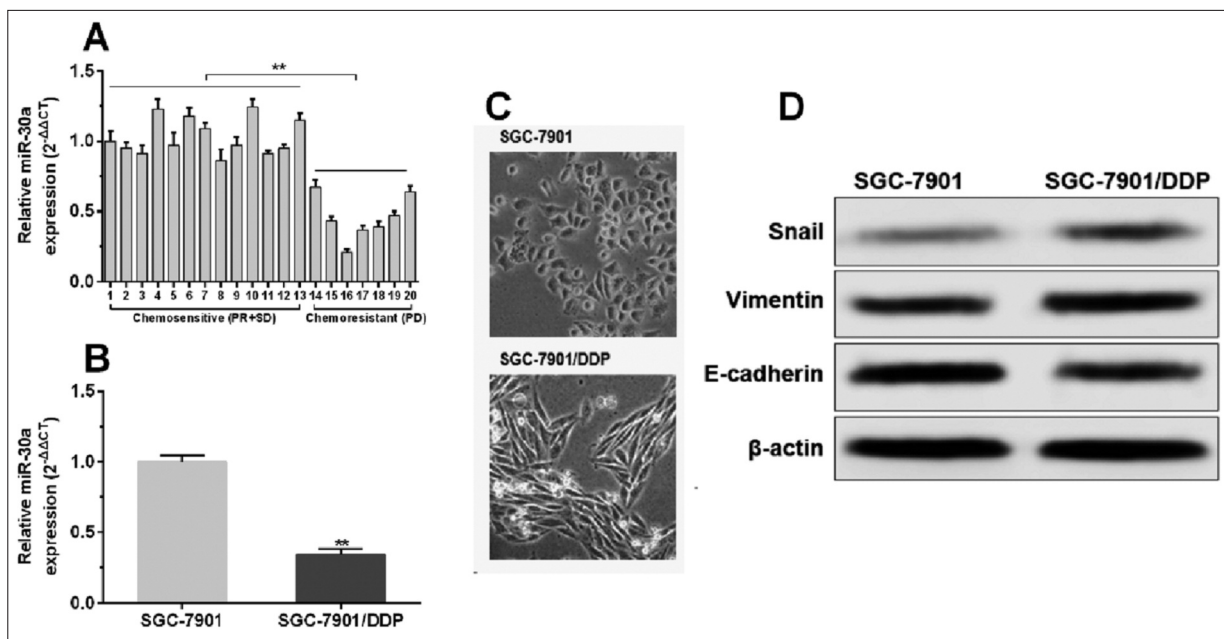 A
Relative miR-30a
expression (2^-ΔΔCT)
1.5
1.0
0.5
0.0
**
1 2 3 4 5 6 7 8 9 10 11 12 13 14 15 16 17 18 19 20
Chemosensitive (PR+SD) Chemoresistant (PD)
B
Relative miR-30a
expression (2^-ΔΔCT)
1.5
1.0
0.5
0.0
**
SGC-7901 SGC-7901/DDP
C
SGC-7901
SGC-7901/DDP
D
SGC-7901 SGC-7901/DDP
Snail
Vimentin
E-cadherin
β-actin